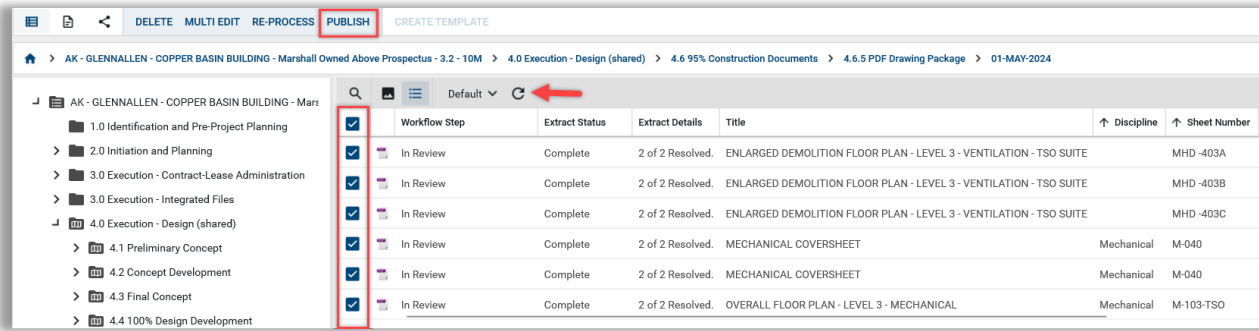 DELETE MULTI EDIT RE-PROCESS PUBLISH CREATE TEMPLATE
AK - GLENNALLEN - COPPER BASIN BUILDING - Marshall Owned Above Prospectus - 3.2 - 10M > 4.0 Execution - Design (shared) > 4.6 95% Construction Documents > 4.6.5 PDF Drawing Package > 01-MAY-2024
AK - GLENNALLEN - COPPER BASIN BUILDING - Mars
1.0 Identification and Pre-Project Planning
2.0 Initiation and Planning
3.0 Execution - Contract-Lease Administration
3.0 Execution - Integrated Files
4.0 Execution - Design (shared)
4.1 Preliminary Concept
4.2 Concept Development
4.3 Final Concept
4.4 100% Design Development
Default
Workflow Step Extract Status Extract Details Title Discipline Sheet Number
In Review Complete 2 of 2 Resolved. ENLARGED DEMOLITION FLOOR PLAN - LEVEL 3 - VENTILATION - TSO SUITE MHD -403A
In Review Complete 2 of 2 Resolved. ENLARGED DEMOLITION FLOOR PLAN - LEVEL 3 - VENTILATION - TSO SUITE MHD -403B
In Review Complete 2 of 2 Resolved. ENLARGED DEMOLITION FLOOR PLAN - LEVEL 3 - VENTILATION - TSO SUITE MHD -403C
In Review Complete 2 of 2 Resolved. MECHANICAL COVERSHEET Mechanical M-040
In Review Complete 2 of 2 Resolved. MECHANICAL COVERSHEET Mechanical M-040
In Review Complete 2 of 2 Resolved. OVERALL FLOOR PLAN - LEVEL 3 - MECHANICAL Mechanical M-103-TSO